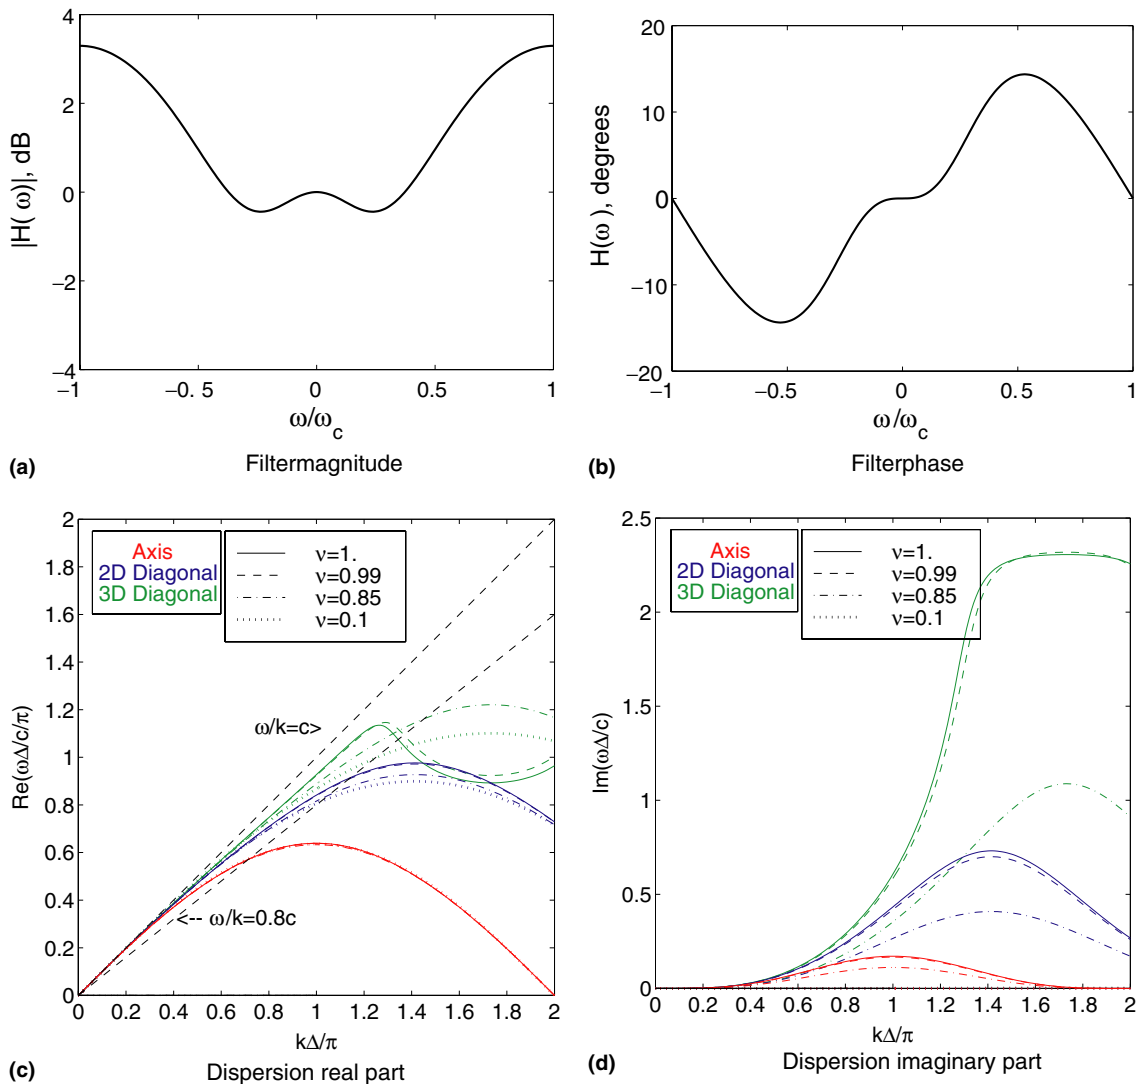 4
2
0
−2
−4
−1
−0.5
0
0.5
1
|H( ω)|, dB
ω/ωc
(a)
Filtermagnitude
20
10
0
−10
−20
−1
−0.5
0
0.5
1
H(ω ), degrees
ω/ωc
(b)
Filterphase
2
1.8
1.6
1.4
1.2
1
0.8
0.6
0.4
0.2
0
0
0.2
0.4
0.6
0.8
1
1.2
1.4
1.6
1.8
2
Re(ωΔ/c/π)
kΔ/π
Axis
2D Diagonal
3D Diagonal
ν=1.
ν=0.99
ν=0.85
ν=0.1
ω/k=c>
<-- ω/k=0.8c
(c)
Dispersion real part
2.5
2
1.5
1
0.5
0
0
0.2
0.4
0.6
0.8
1
1.2
1.4
1.6
1.8
2
Im(ωΔ/c)
kΔ/π
Axis
2D Diagonal
3D Diagonal
ν=1.
ν=0.99
ν=0.85
ν=0.1
(d)
Dispersion imaginary part